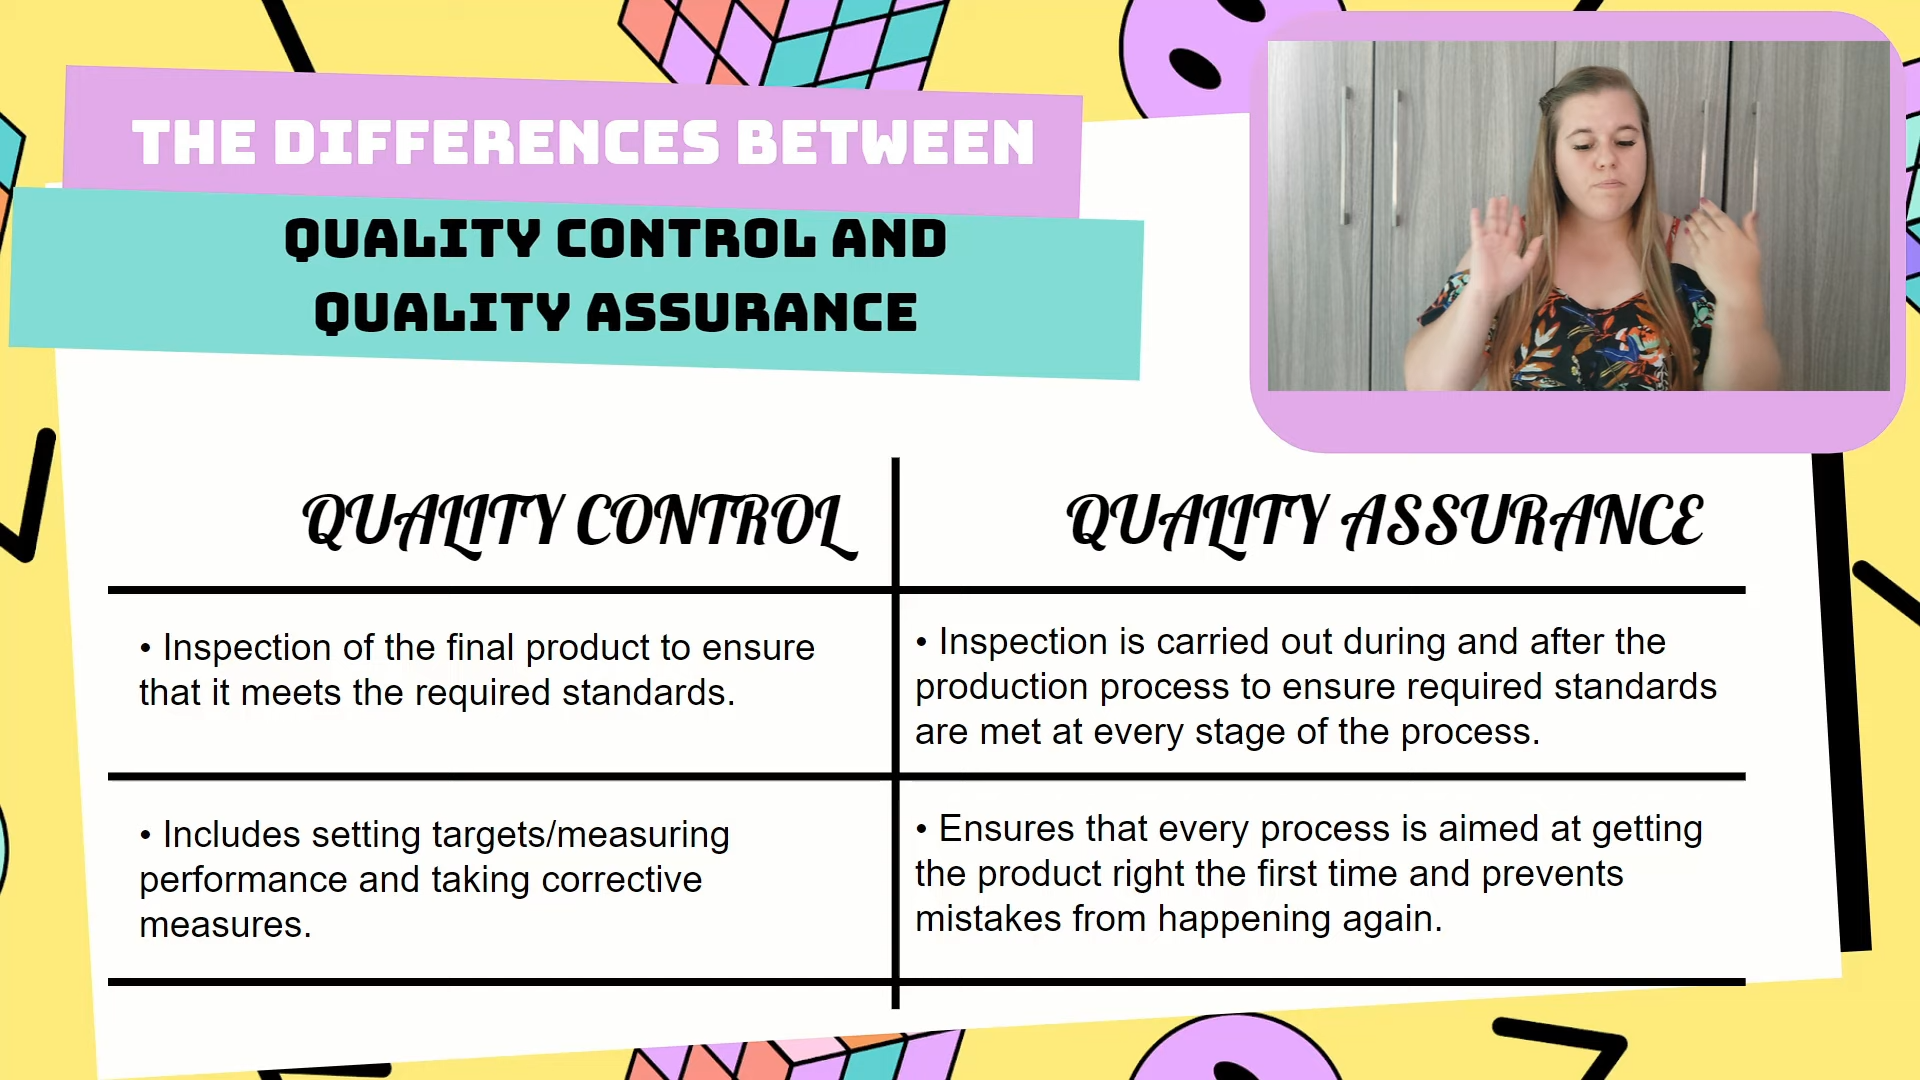 THE DIFFERENCES BETWEEN
QUALITY CONTROL AND
QUALITY ASSURANCE
QUALITY CONTROL
QUALITY ASSURANCE
• Inspection of the final product to ensure
that it meets the required standards.
• Inspection is carried out during and after the
production process to ensure required standards
are met at every stage of the process.
• Includes setting targets/measuring
performance and taking corrective
measures.
• Ensures that every process is aimed at getting
the product right the first time and prevents
mistakes from happening again.